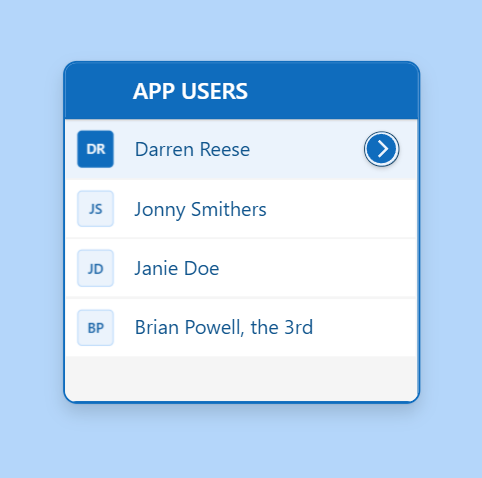 APP USERS
DR Darren Reese
JS Jonny Smithers
JD Janie Doe
BP Brian Powell, the 3rd